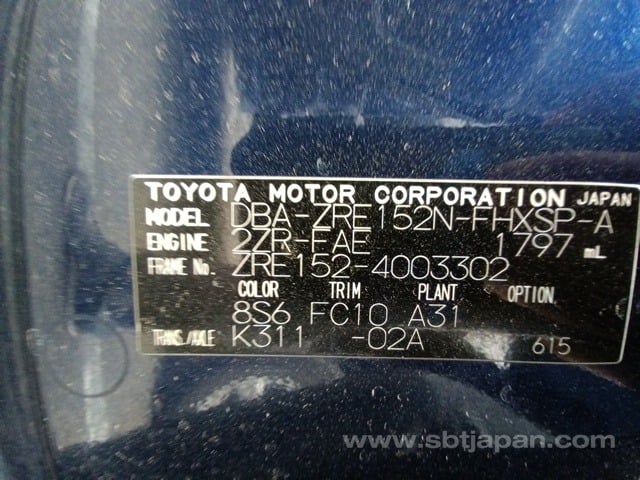 TOYOTA MOTOR CORPORATION JAPAN
MODEL DBA-ZRE152N-FHXSP-A
ENGINE 2ZR-FAE 1797 mL
FRAME No. ZRE152-4003302
COLOR TRIM PLANT OPTION
8S6 FC10 A31
TRANS./AXLE K311 -02A 615
www.sbtjapan.com